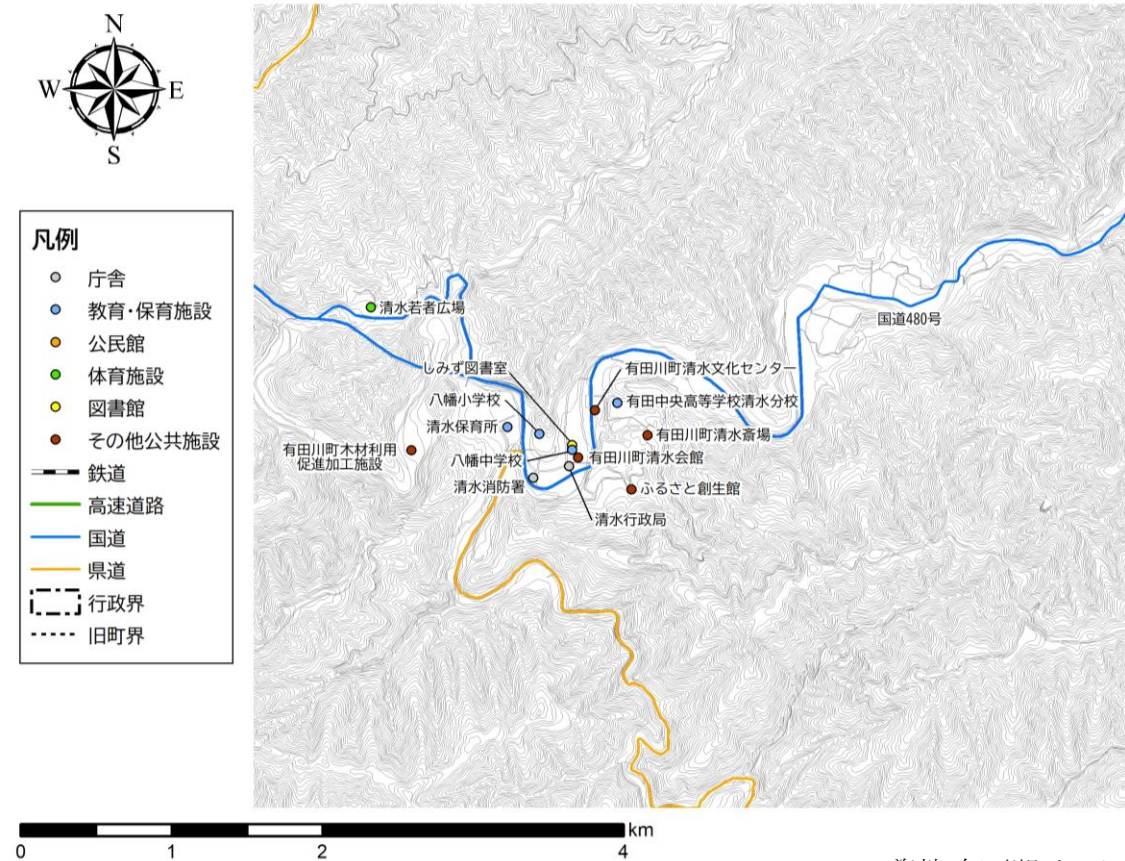 N
W
E
S
凡例
庁舎
教育・保育施設
公民館
体育施設
図書館
その他公共施設
鉄道
高速道路
国道
県道
行政界
旧町界
清水若者広場
国道480号
しみず図書室
有田川町清水文化センター
八幡小学校
有田中央高等学校清水分校
清水保育所
有田川町清水斎場
有田川町木材利用
促進加工施設
八幡中学校
有田川町清水会館
清水消防署
ふるさと創生館
清水行政局
km
0
1
2
4